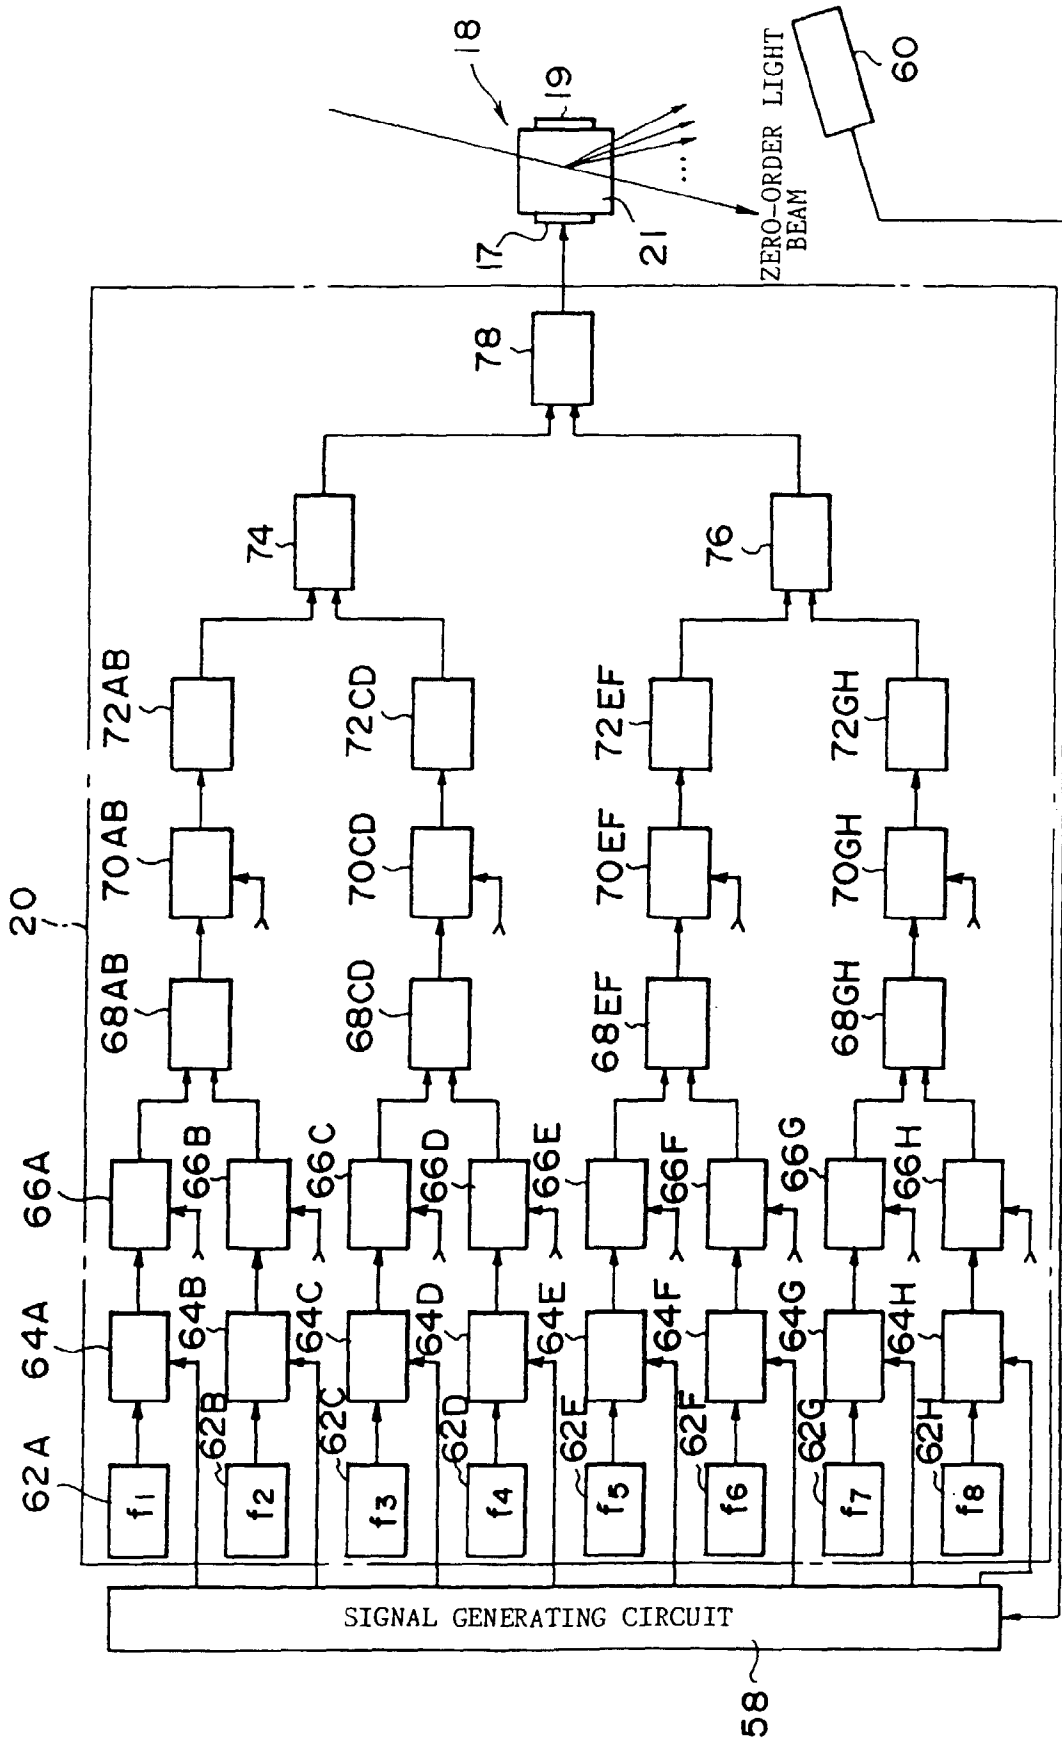 20
62A
64A
66A
68AB
70AB
72AB
74
78
18
17
19
21
f1
62B
64B
66B
f2
62C
64C
66C
68CD
70CD
72CD
f3
62D
64D
66D
f4
ZERO-ORDER LIGHT
BEAM
62E
64E
66E
68EF
70EF
72EF
76
60
f5
62F
64F
66F
f6
62G
64G
66G
68GH
70GH
72GH
f7
62H
64H
66H
f8
SIGNAL GENERATING CIRCUIT
58
...